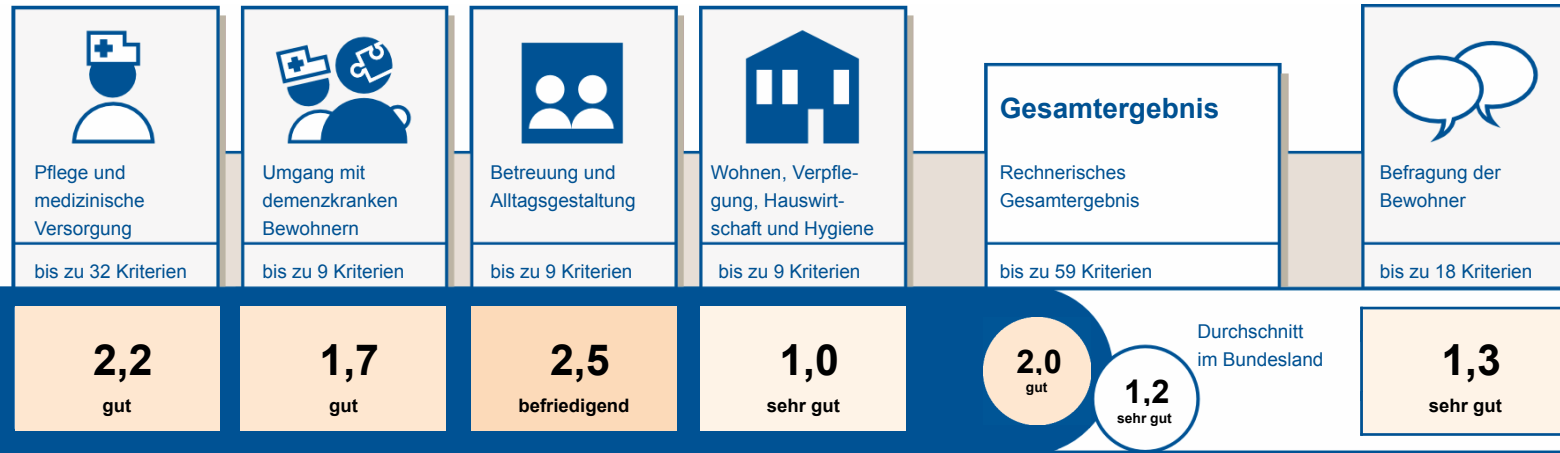 Pflege und
medizinische
Versorgung
bis zu 32 Kriterien
2,2
gut
Umgang mit
demenzkranken
Bewohnern
bis zu 9 Kriterien
1,7
gut
Betreuung und
Alltagsgestaltung
bis zu 9 Kriterien
2,5
befriedigend
Wohnen, Verpfle-
gung, Hauswirt-
schaft und Hygiene
bis zu 9 Kriterien
1,0
sehr gut
Gesamtergebnis
Rechnerisches
Gesamtergebnis
bis zu 59 Kriterien
2,0
gut
1,2
sehr gut
Durchschnitt
im Bundesland
Befragung der
Bewohner
bis zu 18 Kriterien
1,3
sehr gut